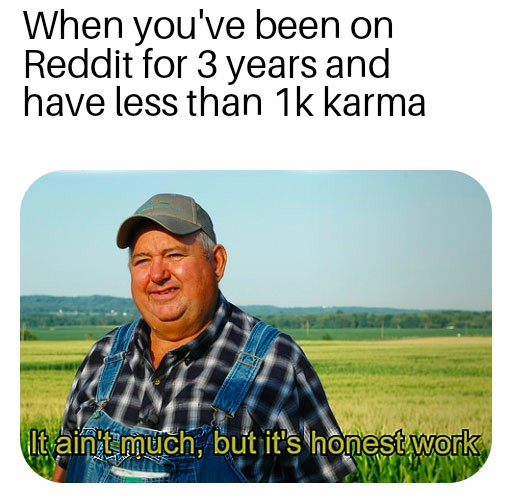 When you've been on
Reddit for 3 years and
have less than 1k karma
It ain't much, but it's honest work